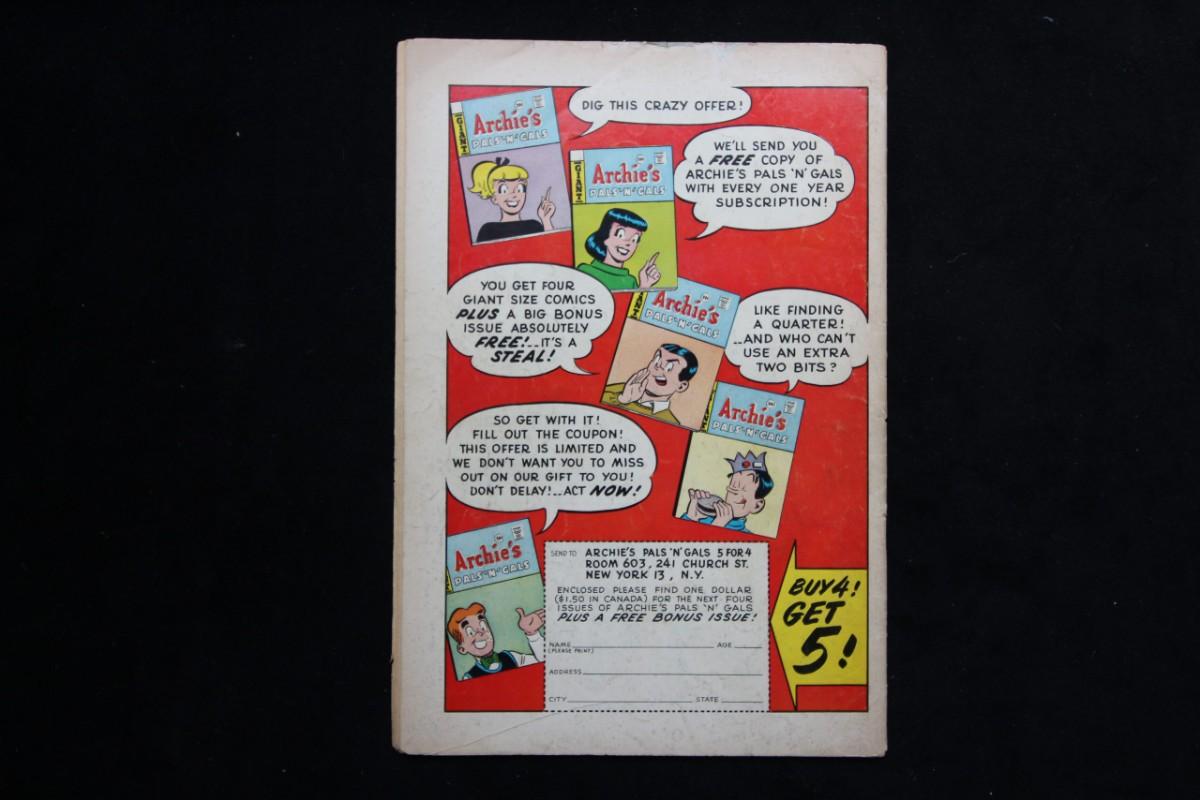 GIANT
Archie's
PALS 'N' GALS
DIG THIS CRAZY OFFER!
GIANT
Archie's
PALS 'N' GALS
WE'LL SEND YOU
A FREE COPY OF
ARCHIE'S PALS 'N' GALS
WITH EVERY ONE YEAR
SUBSCRIPTION!
YOU GET FOUR
GIANT SIZE COMICS
PLUS A BIG BONUS
ISSUE ABSOLUTELY
FREE!..IT'S A
STEAL!
Archie's
PALS 'N' GALS
LIKE FINDING
A QUARTER!
..AND WHO CAN'T
USE AN EXTRA
TWO BITS?
Archie's
PALS 'N' GALS
SO GET WITH IT!
FILL OUT THE COUPON!
THIS OFFER IS LIMITED AND
WE DON'T WANT YOU TO MISS
OUT ON OUR GIFT TO YOU!
DON'T DELAY!..ACT NOW!
Archie's
PALS 'N' GALS
SEND TO ARCHIE'S PALS 'N' GALS 5 FOR 4
ROOM 603, 241 CHURCH ST.
NEW YORK 13, N.Y.
ENCLOSED PLEASE FIND ONE DOLLAR
($1.50 IN CANADA) FOR THE NEXT FOUR
ISSUES OF ARCHIE'S PALS 'N' GALS
PLUS A FREE BONUS ISSUE!
NAME AGE
(PLEASE PRINT)
ADDRESS
CITY STATE
BUY 4!
GET
5!